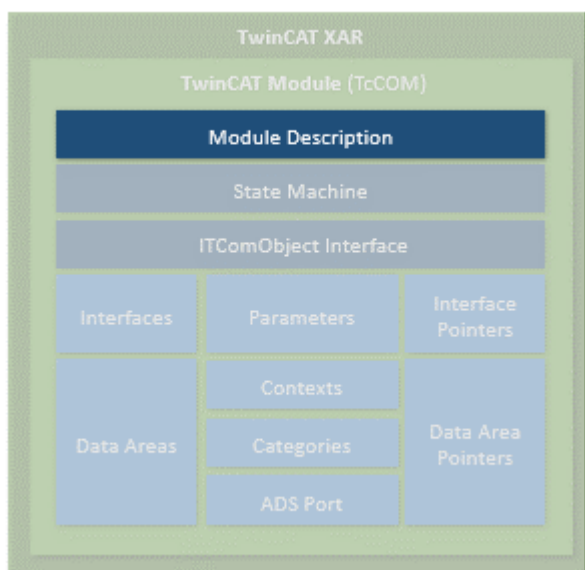 TwinCAT XAR
TwinCAT Module (TcCOM)
Module Description
State Machine
ITComObject Interface
Interfaces
Parameters
Interface
Pointers
Contexts
Data Areas
Categories
Data Area
Pointers
ADS Port